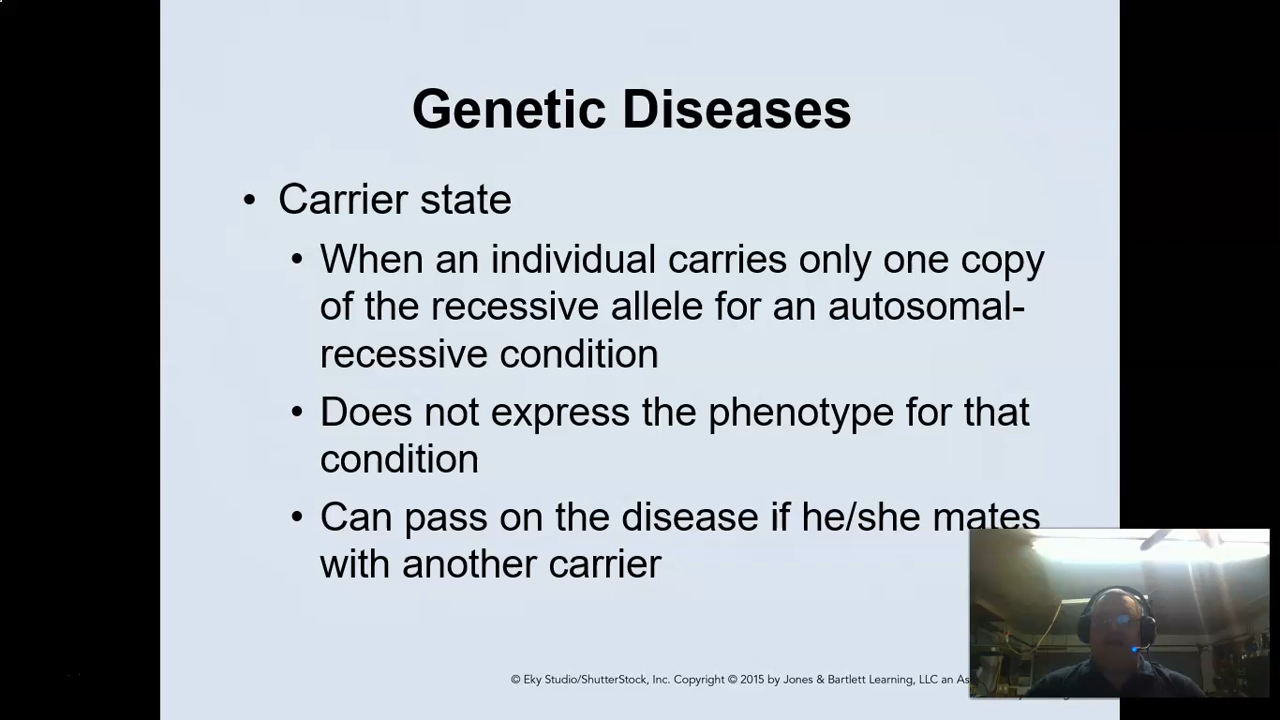 Genetic Diseases
• Carrier state
• When an individual carries only one copy
of the recessive allele for an autosomal-
recessive condition
• Does not express the phenotype for that
condition
• Can pass on the disease if he/she mates
with another carrier
© Eky Studio/ShutterStock, Inc. Copyright © 2015 by Jones & Bartlett Learning, LLC an